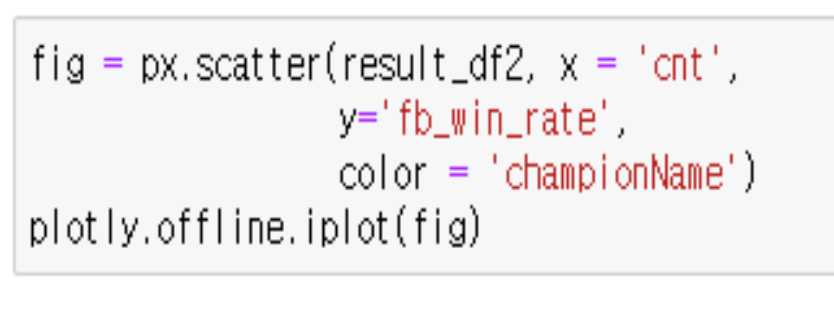 fig = px.scatter(result_df2, x = 'cnt',
y='fb_win_rate',
color = 'championName')
plotly.offline.iplot(fig)